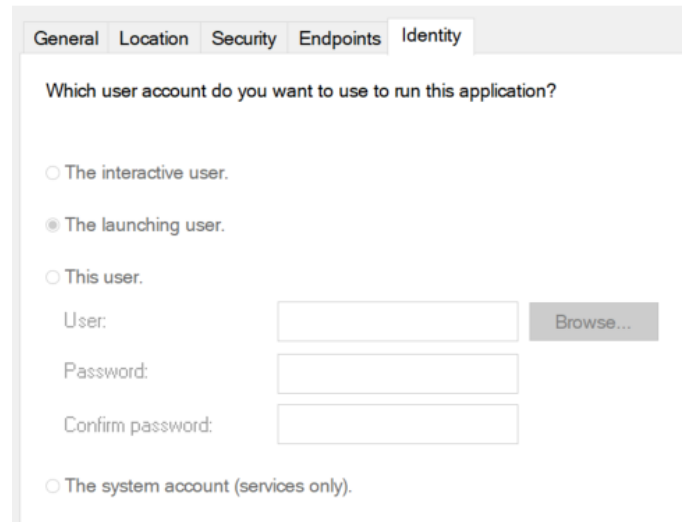 General Location Security Endpoints Identity
Which user account do you want to use to run this application?
The interactive user.
The launching user.
This user.
User:
Browse...
Password:
Confirm password:
The system account (services only).